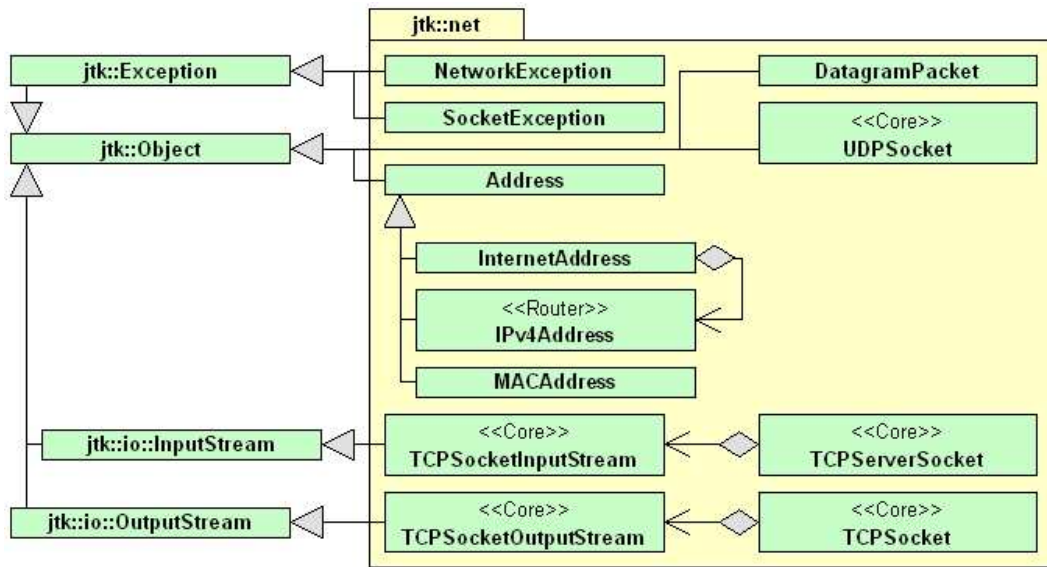 jtk::net
jtk::Exception
NetworkException
DatagramPacket
SocketException
<<Core>>
UDPSocket
jtk::Object
Address
InternetAddress
<<Router>>
IPv4Address
MACAddress
jtk::io::InputStream
<<Core>>
TCPSocketInputStream
<<Core>>
TCPServerSocket
jtk::io::OutputStream
<<Core>>
TCPSocketOutputStream
<<Core>>
TCPSocket